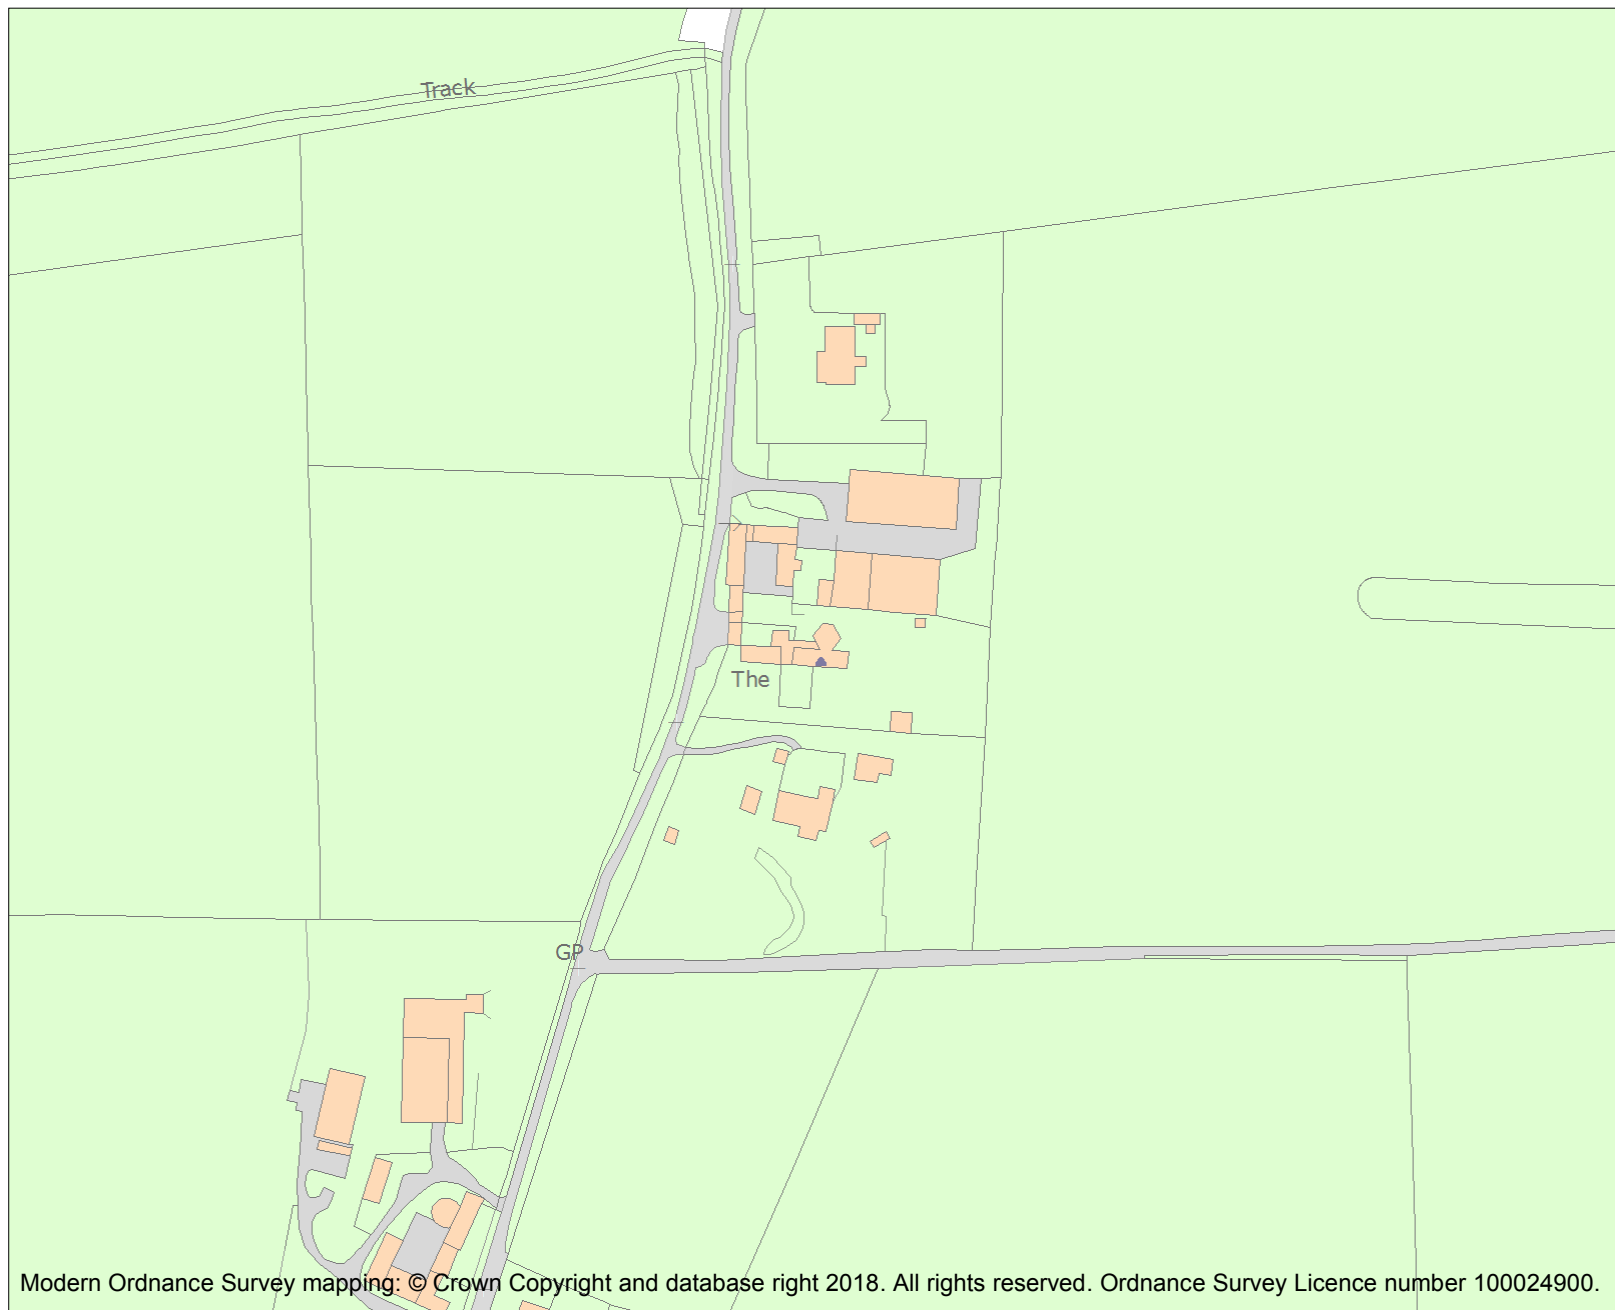 Track
The
GP
Modern Ordnance Survey mapping: © Crown Copyright and database right 2018. All rights reserved. Ordnance Survey Licence number 100024900.